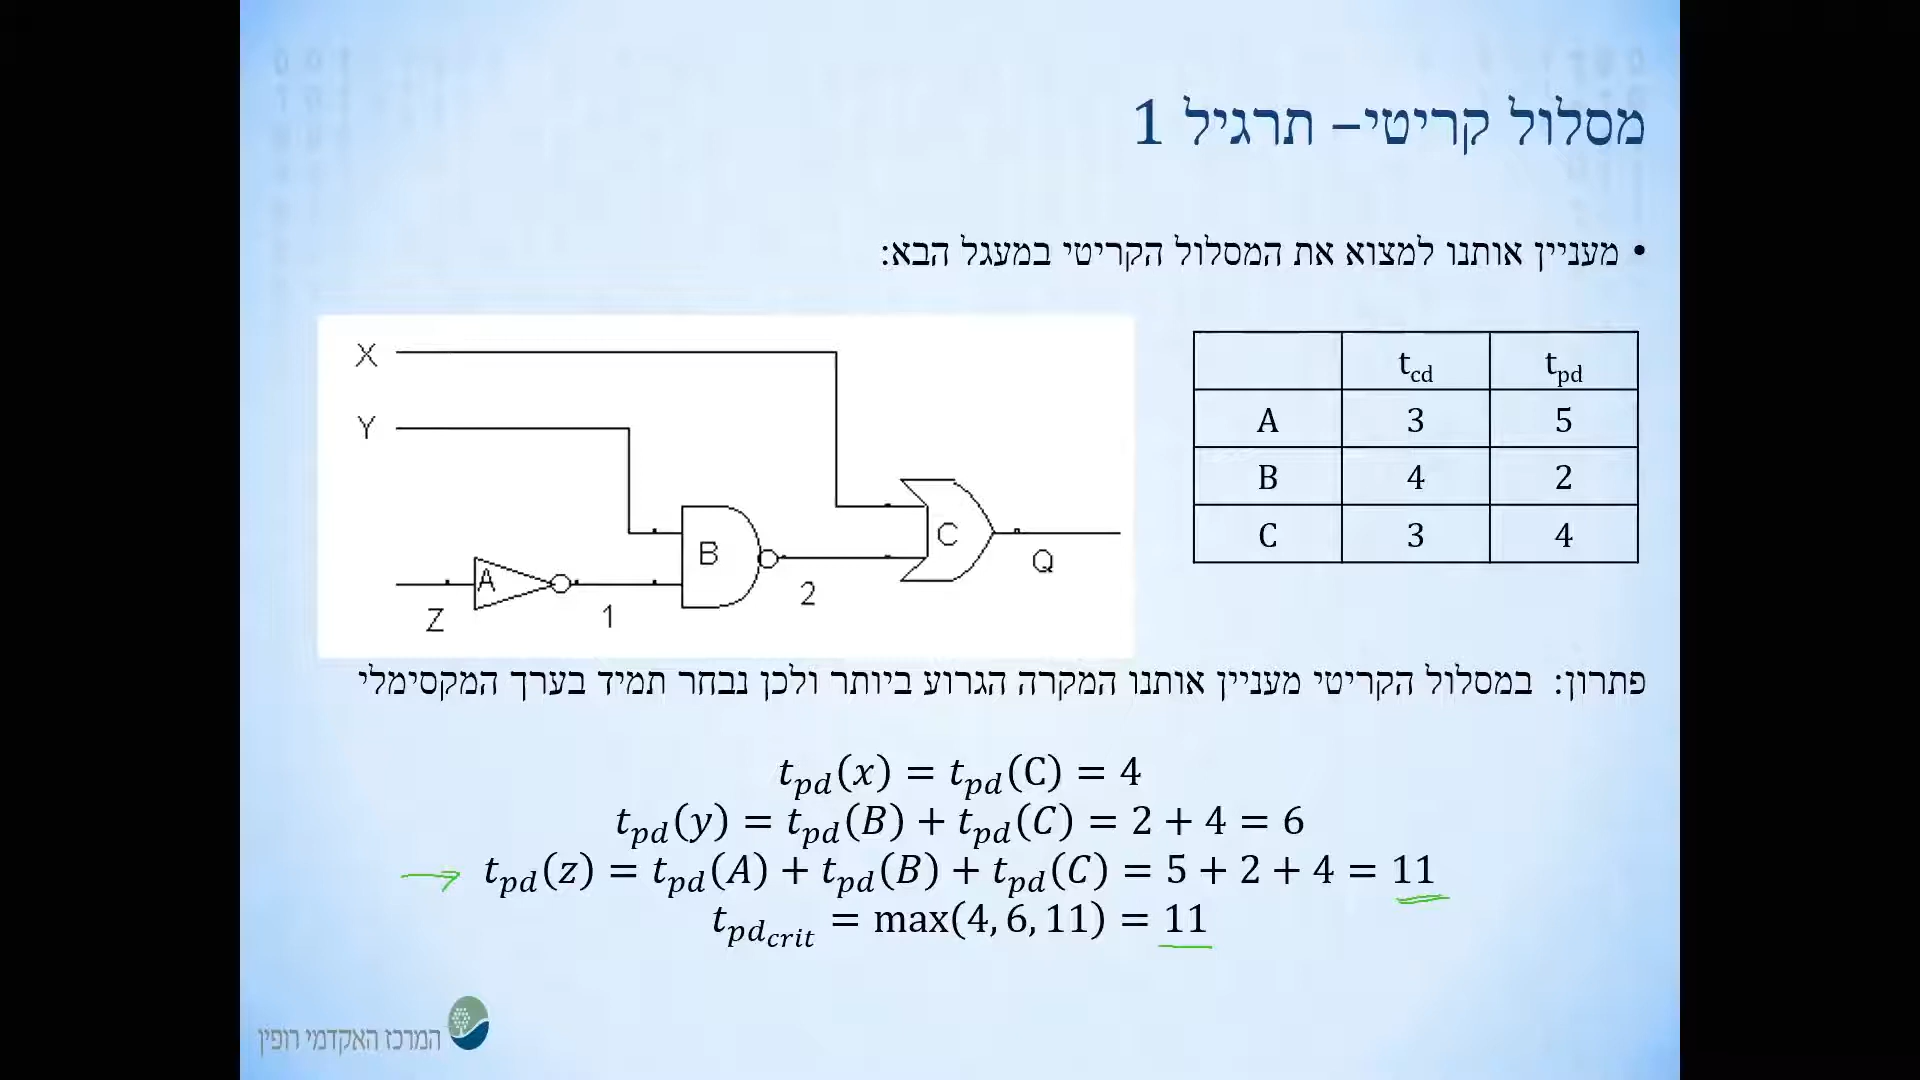 מסלול קריטי– תרגיל 1
• מעניין אותנו למצוא את המסלול הקריטי במעגל הבא:
X
Y
Z
A
1
B
2
C
Q
t_cd t_pd
A 3 5
B 4 2
C 3 4
פתרון: במסלול הקריטי מעניין אותנו המקרה הגרוע ביותר ולכן נבחר תמיד בערך המקסימלי
t_pd(x) = t_pd(C) = 4
t_pd(y) = t_pd(B) + t_pd(C) = 2 + 4 = 6
t_pd(z) = t_pd(A) + t_pd(B) + t_pd(C) = 5 + 2 + 4 = 11
t_pd_crit = max(4, 6, 11) = 11
המרכז האקדמי רופין